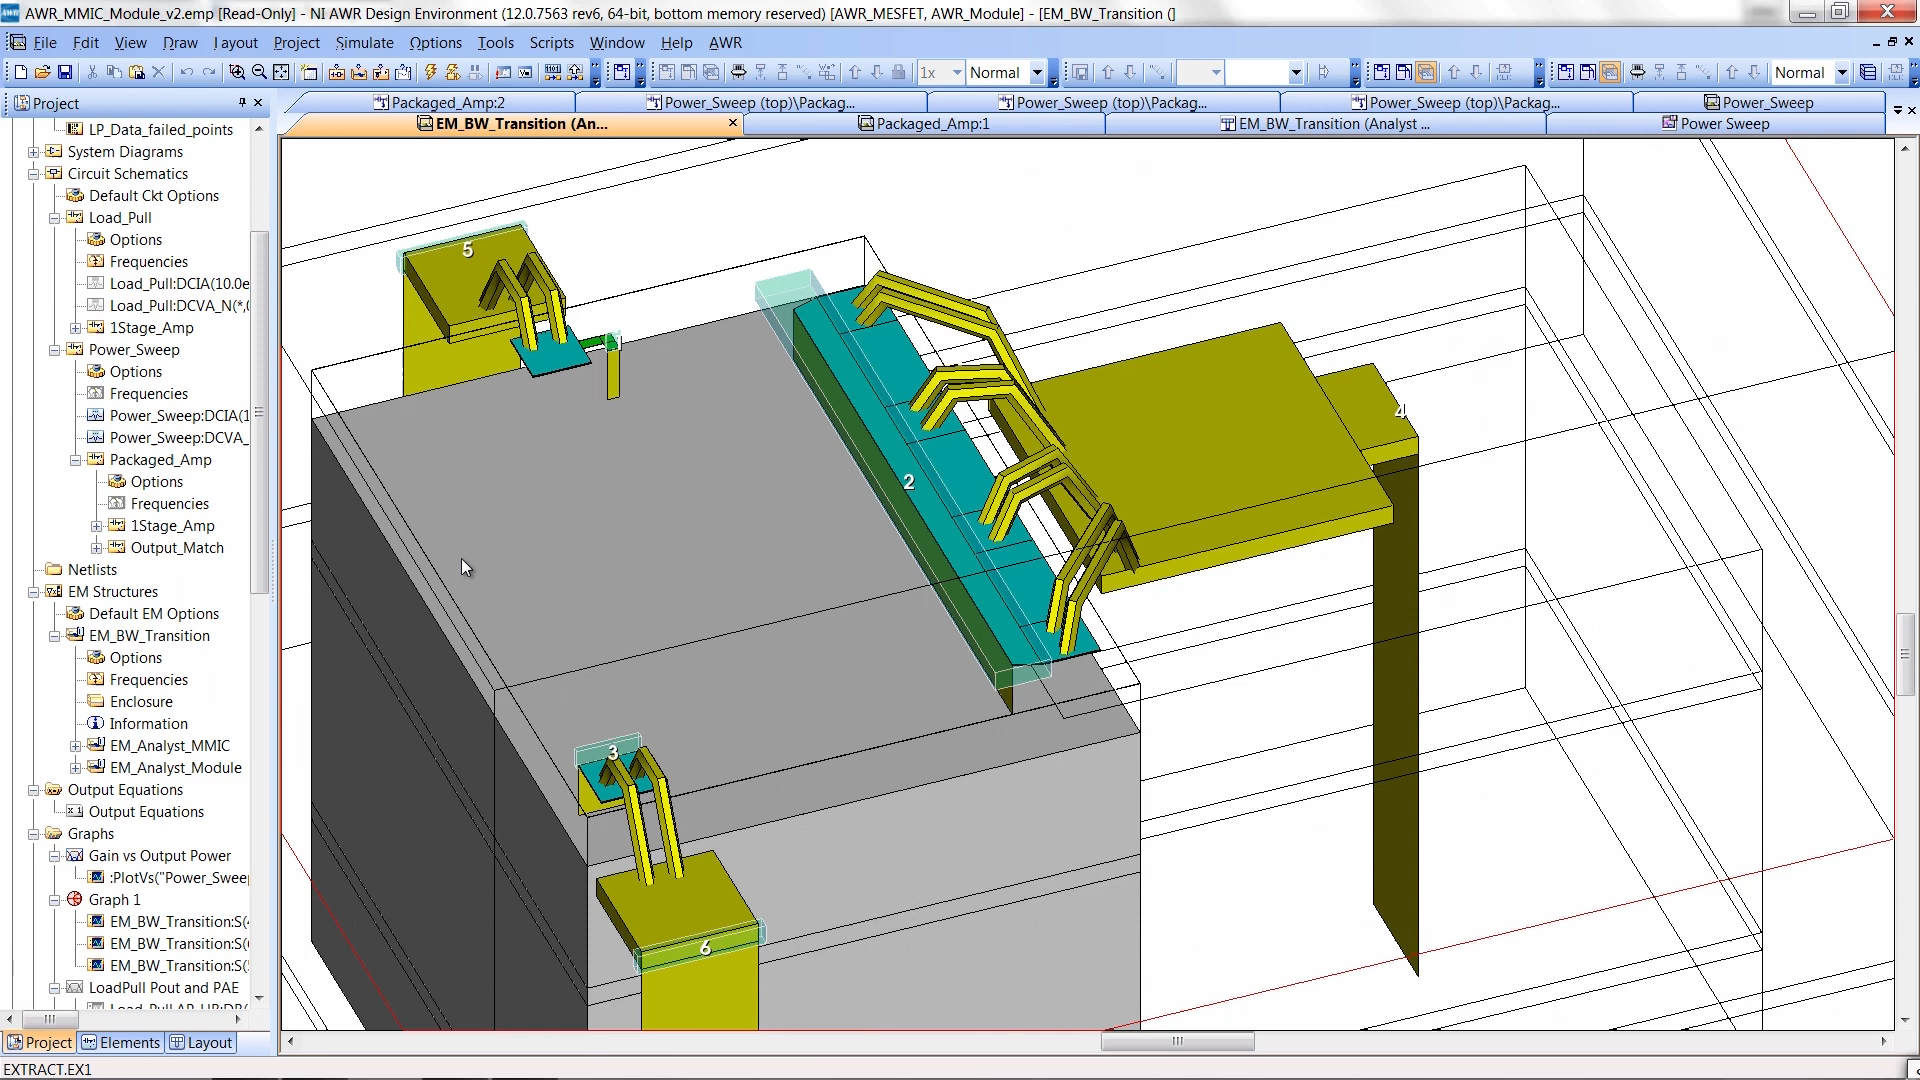 AWR_MMIC_Module_v2.emp [Read-Only] - NI AWR Design Environment (12.0.7563 rev6, 64-bit, bottom memory reserved) [AWR_MESFET, AWR_Module] - [EM_BW_Transition (]
File Edit View Draw Layout Project Simulate Options Tools Scripts Window Help AWR
1x Normal Normal
Project
Packaged_Amp:2 Power_Sweep (top)\Packag... Power_Sweep (top)\Packag... Power_Sweep (top)\Packag... Power_Sweep
EM_BW_Transition (An... Packaged_Amp:1 EM_BW_Transition (Analyst ... Power Sweep
LP_Data_failed_points
System Diagrams
Circuit Schematics
Default Ckt Options
Load_Pull
Options
Frequencies
Load_Pull:DCIA(10.0e
Load_Pull:DCVA_N(*,
1Stage_Amp
Power_Sweep
Options
Frequencies
Power_Sweep:DCIA(1
Power_Sweep:DCVA_
Packaged_Amp
Options
Frequencies
1Stage_Amp
Output_Match
Netlists
EM Structures
Default EM Options
EM_BW_Transition
Options
Frequencies
Enclosure
Information
EM_Analyst_MMIC
EM_Analyst_Module
Output Equations
Output Equations
Graphs
Gain vs Output Power
:PlotVs("Power_Swee
Graph 1
EM_BW_Transition:S(
EM_BW_Transition:S(
EM_BW_Transition:S(
LoadPull Pout and PAE
5
4
2
3
6
Project Elements Layout
EXTRACT.EX1